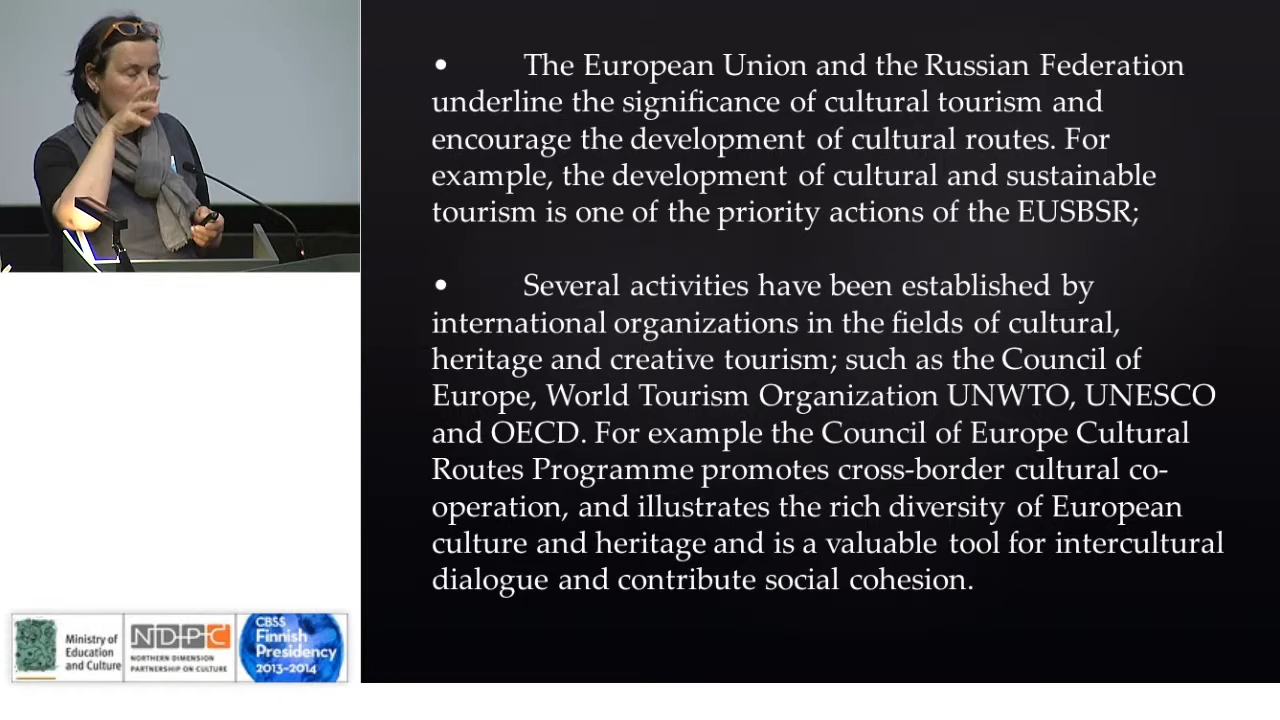 • The European Union and the Russian Federation
underline the significance of cultural tourism and
encourage the development of cultural routes. For
example, the development of cultural and sustainable
tourism is one of the priority actions of the EUSBSR;
• Several activities have been established by
international organizations in the fields of cultural,
heritage and creative tourism; such as the Council of
Europe, World Tourism Organization UNWTO, UNESCO
and OECD. For example the Council of Europe Cultural
Routes Programme promotes cross-border cultural co-
operation, and illustrates the rich diversity of European
culture and heritage and is a valuable tool for intercultural
dialogue and contribute social cohesion.
Ministry of
Education
and Culture
NDPC
NORTHERN DIMENSION
PARTNERSHIP ON CULTURE
CBSS
Finnish
Presidency
2013-2014